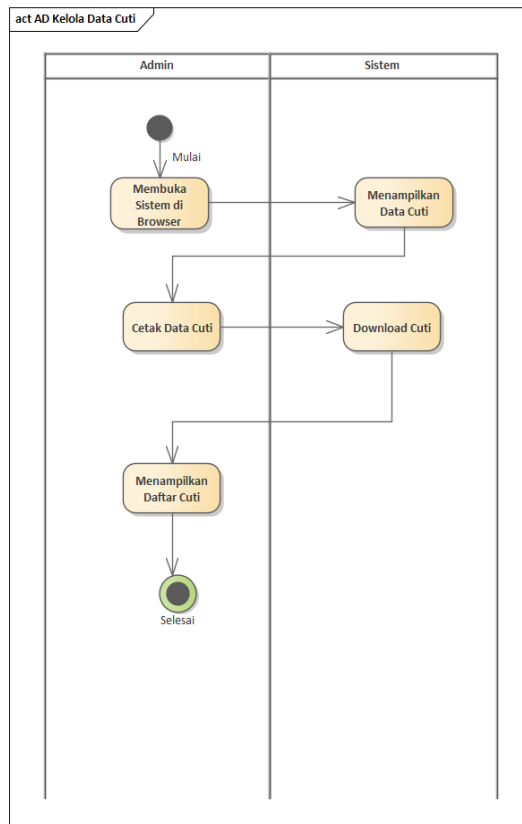 act AD Kelola Data Cuti
Admin
Sistem
Mulai
Membuka
Sistem di
Browser
Menampilkan
Data Cuti
Cetak Data Cuti
Download Cuti
Menampilkan
Daftar Cuti
Selesai